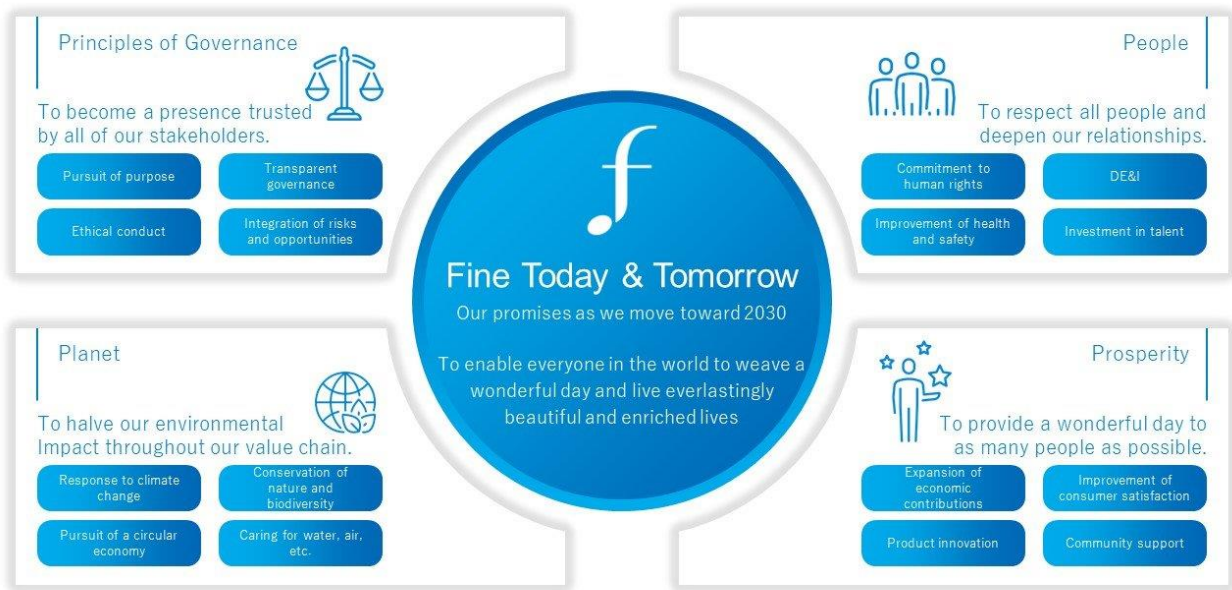 Principles of Governance
To become a presence trusted
by all of our stakeholders.
Pursuit of purpose
Transparent
governance
Ethical conduct
Integration of risks
and opportunities
People
To respect all people and
deepen our relationships.
Commitment to
human rights
DE&I
Improvement of health
and safety
Investment in talent
f
Fine Today & Tomorrow
Our promises as we move toward 2030
To enable everyone in the world to weave a
wonderful day and live everlastingly
beautiful and enriched lives
Planet
To halve our environmental
Impact throughout our value chain.
Response to climate
change
Conservation of
nature and
biodiversity
Pursuit of a circular
economy
Caring for water, air,
etc.
Prosperity
To provide a wonderful day to
as many people as possible.
Expansion of
economic
contributions
Improvement of
consumer satisfaction
Product innovation
Community support